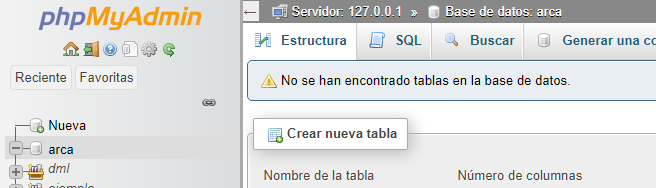 phpMyAdmin
Reciente Favoritas
Nueva
arca
dml
ejemplo
Servidor: 127.0.0.1 » Base de datos: arca
Estructura SQL Buscar Generar una co
No se han encontrado tablas en la base de datos.
Crear nueva tabla
Nombre de la tabla Número de columnas